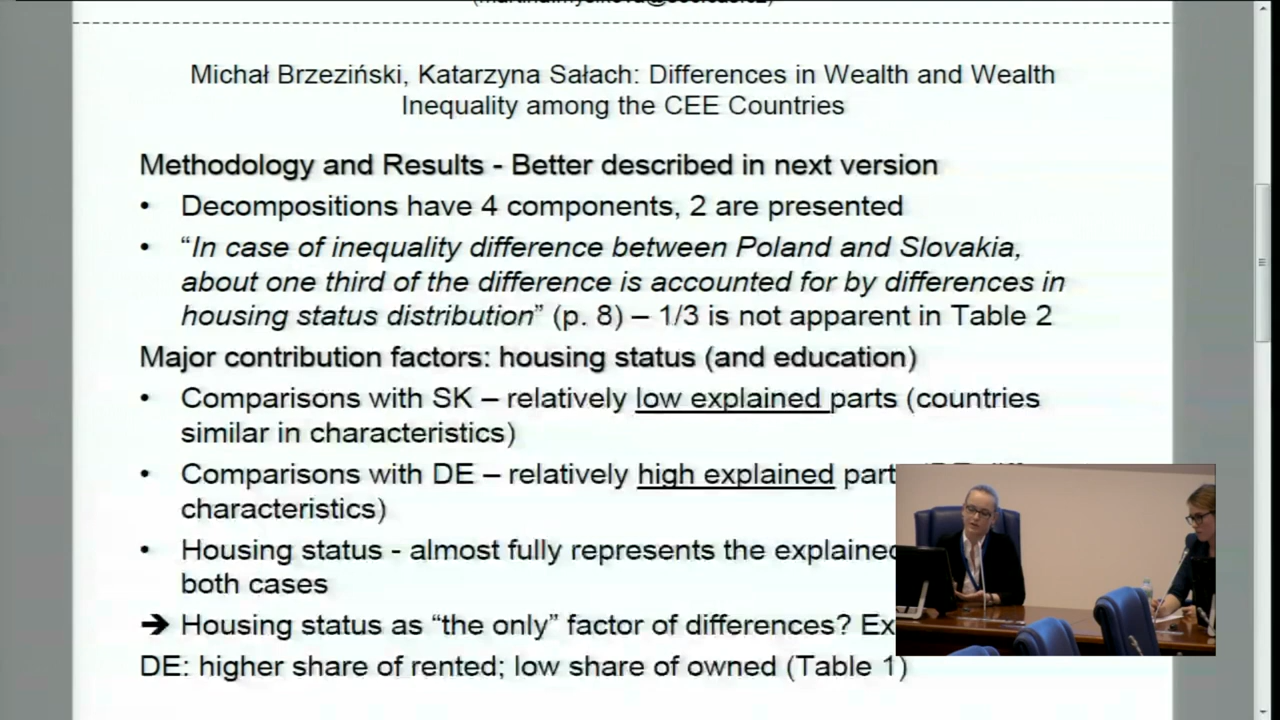 Michał Brzeziński, Katarzyna Sałach: Differences in Wealth and Wealth
Inequality among the CEE Countries
Methodology and Results - Better described in next version
• Decompositions have 4 components, 2 are presented
• “In case of inequality difference between Poland and Slovakia,
about one third of the difference is accounted for by differences in
housing status distribution” (p. 8) – 1/3 is not apparent in Table 2
Major contribution factors: housing status (and education)
• Comparisons with SK – relatively low explained parts (countries
similar in characteristics)
• Comparisons with DE – relatively high explained
characteristics)
• Housing status - almost fully represents the explained
both cases
➔ Housing status as “the only” factor of differences?
DE: higher share of rented; low share of owned (Table 1)